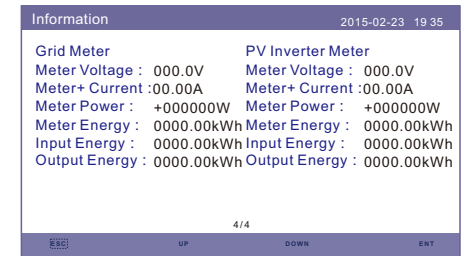 Information 2015-02-23 19 35
Grid Meter PV Inverter Meter
Meter Voltage : 000.0V Meter Voltage : 000.0V
Meter+ Current :00.00A Meter+ Current :00.00A
Meter Power : +000000W Meter Power : +000000W
Meter Energy : 0000.00kWh Meter Energy : 0000.00kWh
Input Energy : 0000.00kWh Input Energy : 0000.00kWh
Output Energy : 0000.00kWh Output Energy : 0000.00kWh
4/4
ESC UP DOWN ENT